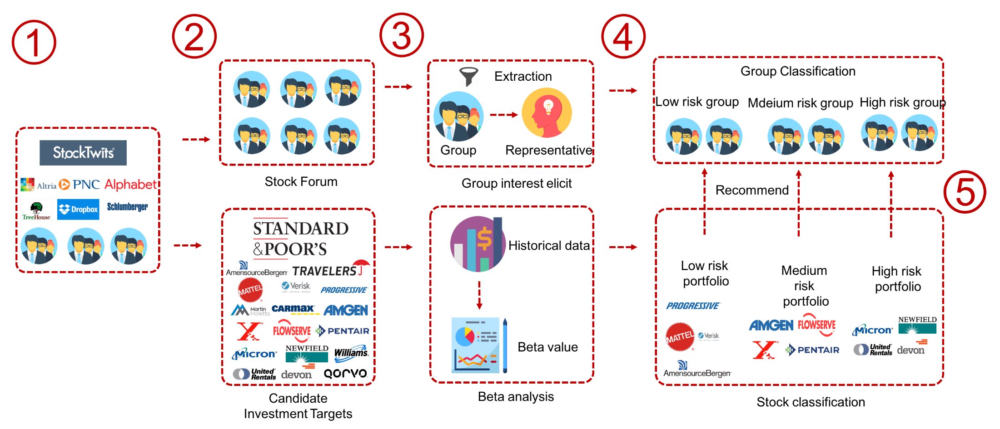 1
2
3
4
5
StockTwits®
Altria PNC Alphabet
TreeHouse Dropbox Schlumberger
Stock Forum
STANDARD
&POOR'S
AmerisourceBergen® TRAVELERS
MATTEL® Verisk PROGRESSIVE
Martin
Marietta
CARMAX® AMGEN
X® FLOWSERVE® PENTAIR
Micron® NEWFIELD Williams
United
Rentals®
devon QORVO
Candidate
Investment Targets
Extraction
Group
Representative
Group interest elicit
Historical data
Beta value
Beta analysis
Group Classification
Low risk group Mdeium risk group High risk group
Recommend
Low risk
portfolio
PROGRESSIVE
MATTEL® Verisk
AmerisourceBergen®
Medium
risk
portfolio
AMGEN FLOWSERVE®
X® PENTAIR
High risk
portfolio
Micron® NEWFIELD
United
Rentals®
devon
Stock classification